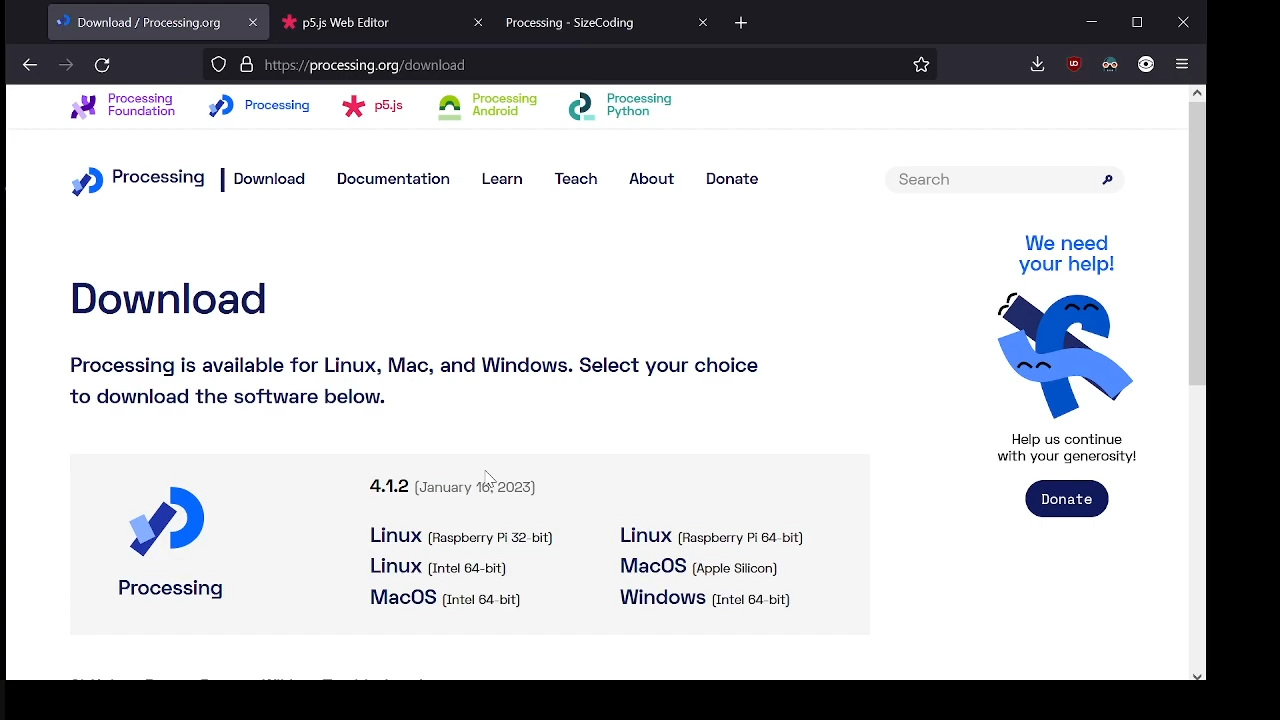 Download / Processing.org
p5.js Web Editor
Processing - SizeCoding
https://processing.org/download
Processing Foundation
Processing
p5.js
Processing Android
Processing Python
Processing
Download
Documentation
Learn
Teach
About
Donate
Search
We need
your help!
Download
Processing is available for Linux, Mac, and Windows. Select your choice
to download the software below.
Help us continue
with your generosity!
Donate
4.1.2 (January 16, 2023)
Linux (Raspberry Pi 32-bit)
Linux (Raspberry Pi 64-bit)
Linux (Intel 64-bit)
MacOS (Apple Silicon)
MacOS (Intel 64-bit)
Windows (Intel 64-bit)
Processing